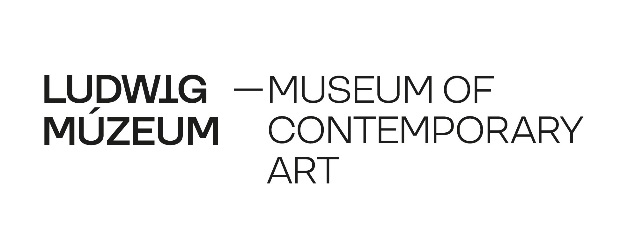 LUDWIG
MÚZEUM
—MUSEUM OF
CONTEMPORARY
ART